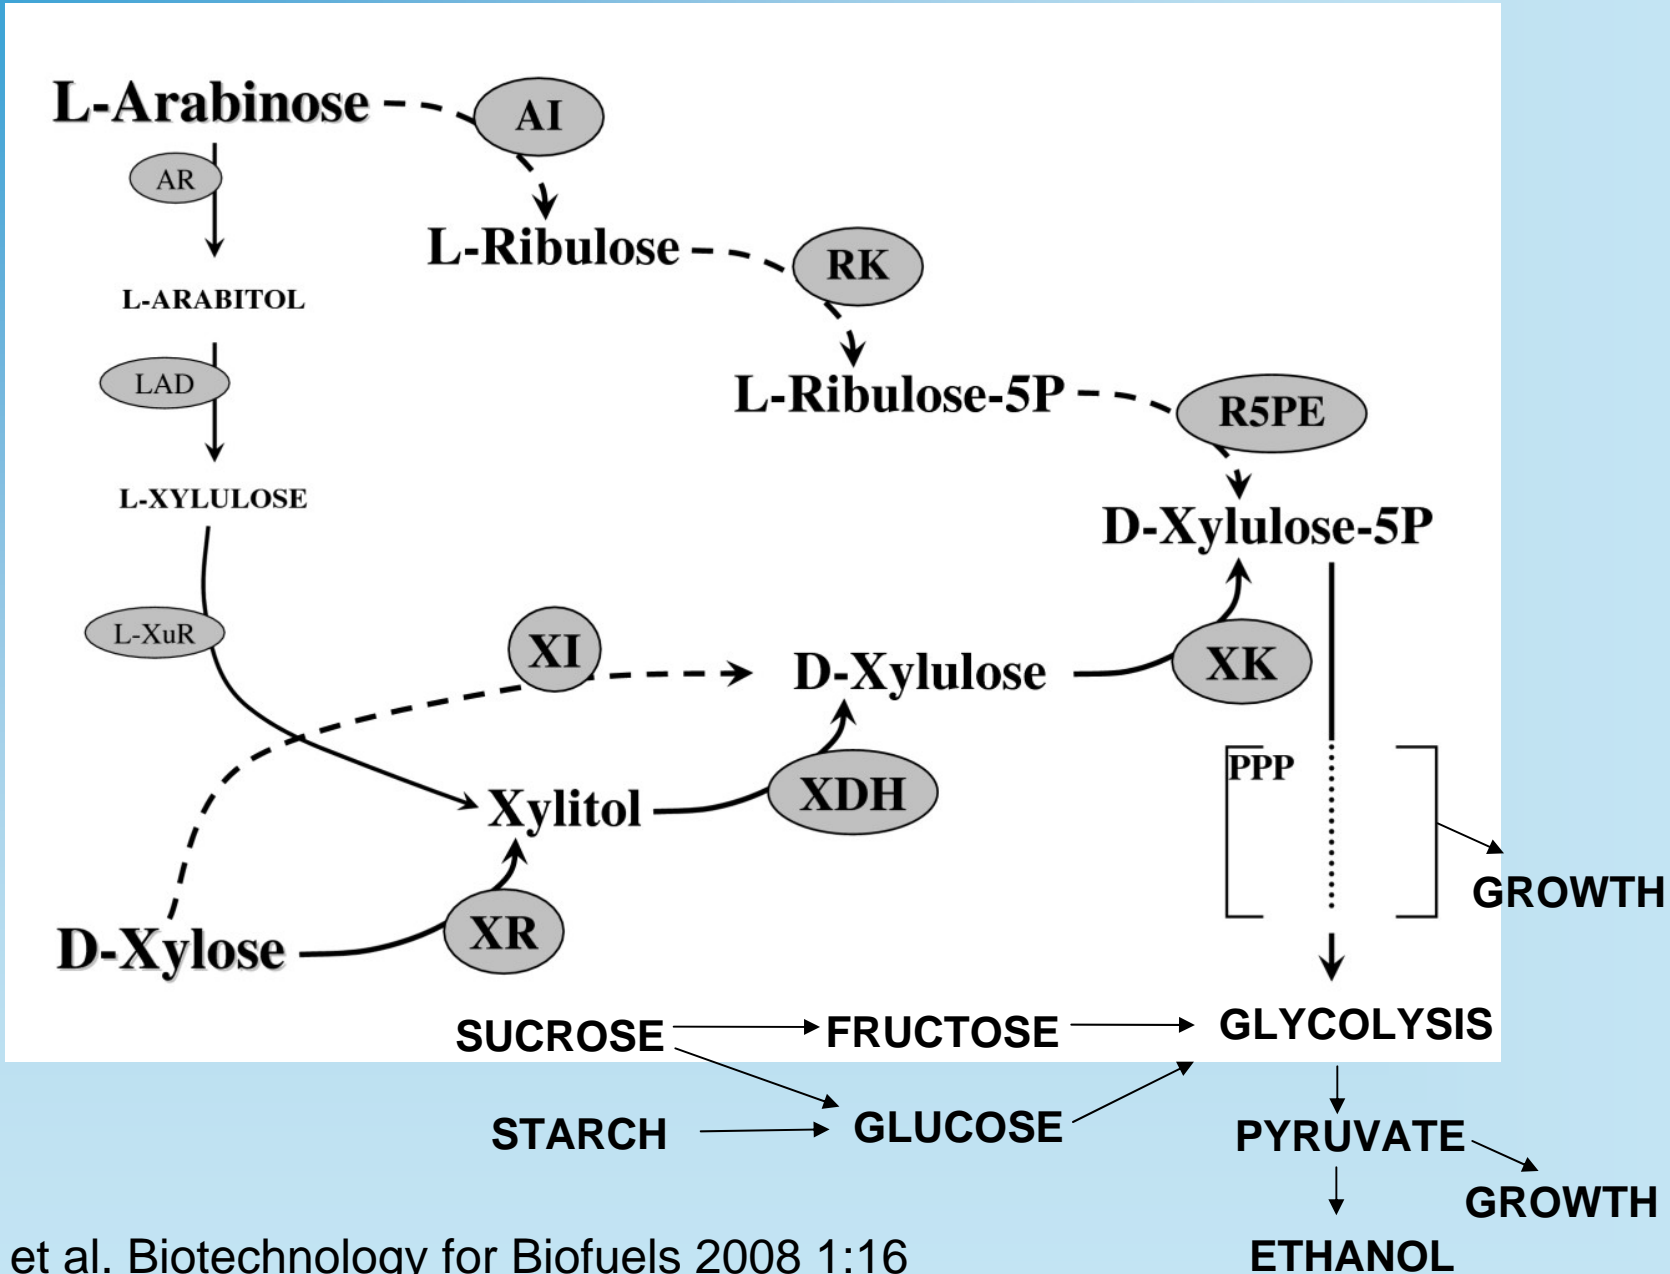 L-Arabinose
AI
AR
L-Ribulose
RK
L-ARABITOL
LAD
L-Ribulose-5P
R5PE
L-XYLULOSE
D-Xylulose-5P
L-XuR
XI
D-Xylulose
XK
PPP
Xylitol
XDH
GROWTH
D-Xylose
XR
SUCROSE
FRUCTOSE
GLYCOLYSIS
STARCH
GLUCOSE
PYRUVATE
GROWTH
et al. Biotechnology for Biofuels 2008 1:16
ETHANOL